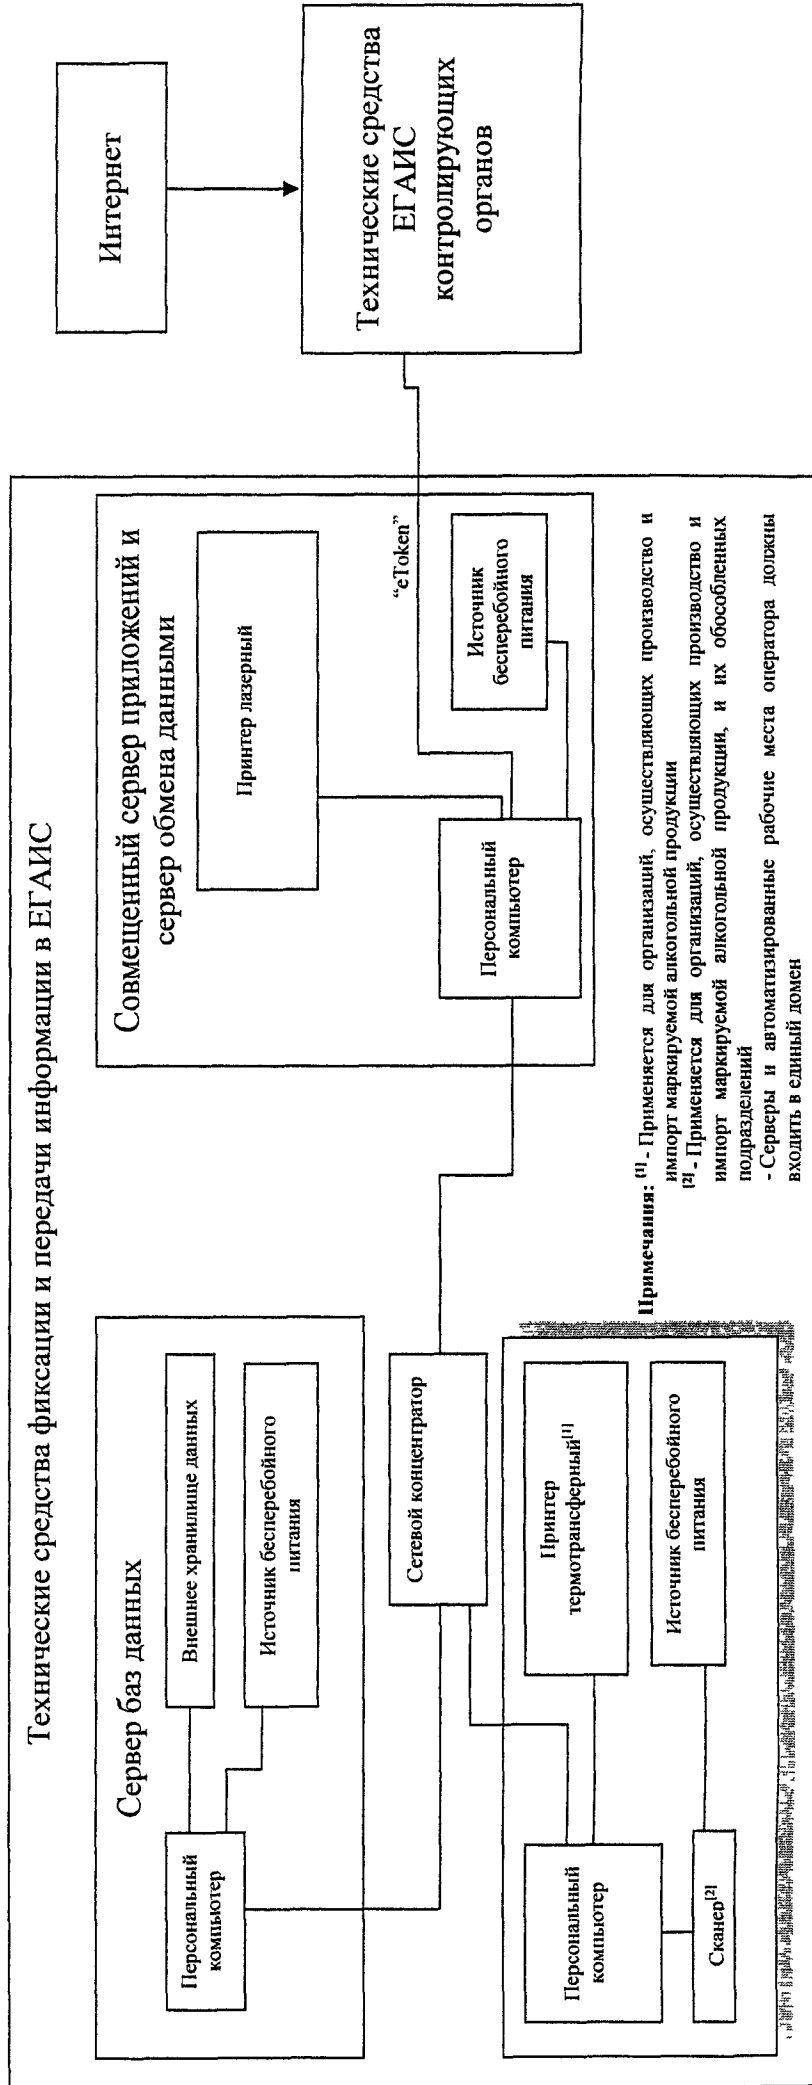 Технические средства фиксации и передачи информации в ЕГАИС
Сервер баз данных
Персональный
компьютер
Внешнее хранилище данных
Источник бесперебойного
питания
Сетевой концентратор
Персональный
компьютер
Сканер[2]
Принтер
термотрансферный[1]
Источник бесперебойного
питания
Совмещенный сервер приложений и
сервер обмена данными
Принтер лазерный
Персональный
компьютер
"eToken"
Источник
бесперебойного
питания
Интернет
Технические средства
ЕГАИС
контролирующих
органов
Примечания: [1] - Применяется для организаций, осуществляющих производство и
импорт маркируемой алкогольной продукции
[2] - Применяется для организаций, осуществляющих производство и
импорт маркируемой алкогольной продукции, и их обособленных
подразделений
- Серверы и автоматизированные рабочие места оператора должны
входить в единый домен